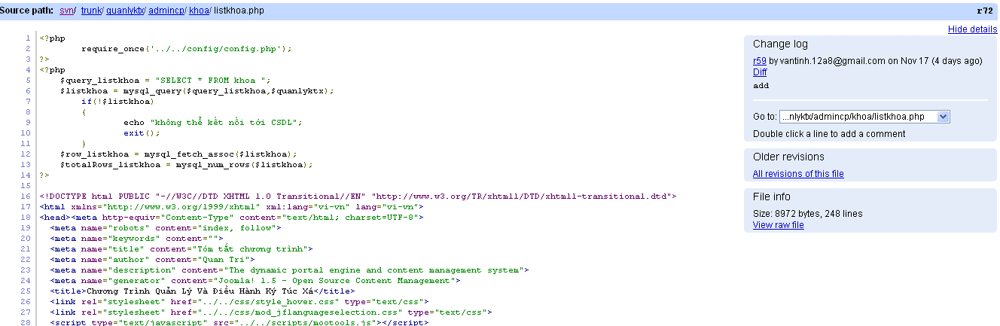 Source path: svn/ trunk/ quanlyktx/ admincp/ khoa/ listkhoa.php
r72
Hide details
1 <?php
2 require_once('../../config/config.php');
3 ?>
4 <?php
5 $query_listkhoa = "SELECT * FROM khoa ";
6 $listkhoa = mysql_query($query_listkhoa,$quanlyktx);
7 if(!$listkhoa)
8 {
9 echo "không thể kết nối tới CSDL";
10 exit();
11 }
12 $row_listkhoa = mysql_fetch_assoc($listkhoa);
13 $totalRows_listkhoa = mysql_num_rows($listkhoa);
14 ?>
15
16 <!DOCTYPE html PUBLIC "-//W3C//DTD XHTML 1.0 Transitional//EN" "http://www.w3.org/TR/xhtml1/DTD/xhtml1-transitional.dtd">
17 <html xmlns="http://www.w3.org/1999/xhtml" xml:lang="vi-vn" lang="vi-vn">
18 <head><meta http-equiv="Content-Type" content="text/html; charset=UTF-8">
19 <meta name="robots" content="index, follow">
20 <meta name="keywords" content="">
21 <meta name="title" content="Tóm tắt chương trình">
22 <meta name="author" content="Quan Tri">
23 <meta name="description" content="The dynamic portal engine and content management system">
24 <meta name="generator" content="Joomla! 1.5 - Open Source Content Management">
25 <title>Chương Trình Quản Lý Và Điều Hành Ký Túc Xá</title>
26 <link rel="stylesheet" href="../../css/style_hover.css" type="text/css">
27 <link rel="stylesheet" href="../../css/mod_jflanguageselection.css" type="text/css">
28 <script type="text/javascript" src="../../scripts/mootools.js"></script>
Change log
r59 by vantinh.12a8@gmail.com on Nov 17 (4 days ago)
Diff
add
Go to: ...nlyktx/admincp/khoa/listkhoa.php
Double click a line to add a comment
Older revisions
All revisions of this file
File info
Size: 8972 bytes, 248 lines
View raw file